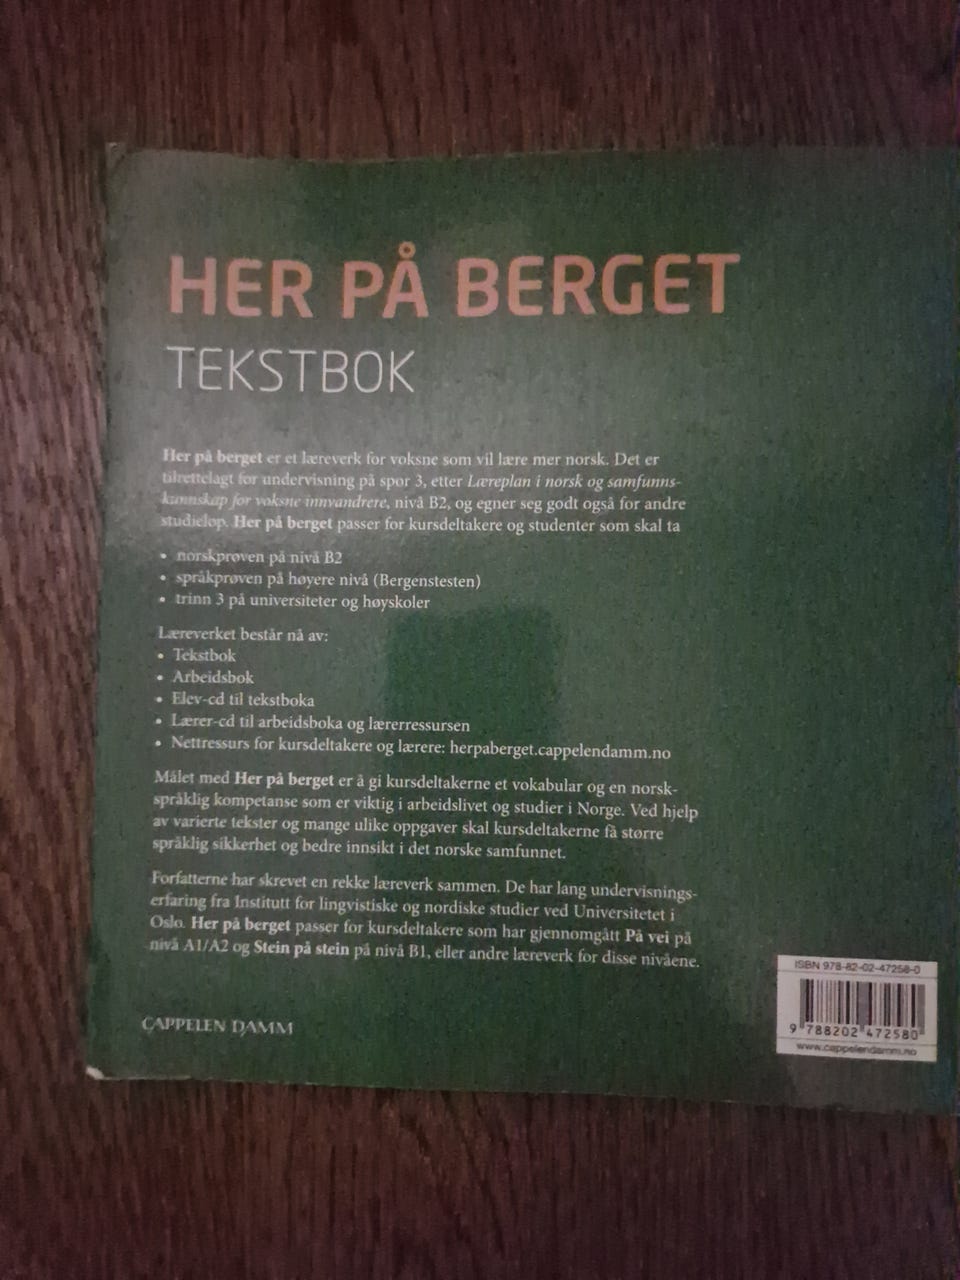 HER PÅ BERGET
TEKSTBOK
Her på berget er et læreverk for voksne som vil lære mer norsk. Det er
tilrettelagt for undervisning på spor 3, etter Læreplan i norsk og samfunns-
kunnskap for voksne innvandrere, nivå B2, og egner seg godt også for andre
studieløp. Her på berget passer for kursdeltakere og studenter som skal ta
• norskprøven på nivå B2
• språkprøven på høyere nivå (Bergenstesten)
• trinn 3 på universiteter og høyskoler
Læreverket består nå av:
• Tekstbok
• Arbeidsbok
• Elev-cd til tekstboka
• Lærer-cd til arbeidsboka og lærerressursen
• Nettressurs for kursdeltakere og lærere: herpaberget.cappelendamm.no
Målet med Her på berget er å gi kursdeltakerne et vokabular og en norsk-
språklig kompetanse som er viktig i arbeidslivet og studier i Norge. Ved hjelp
av varierte tekster og mange ulike oppgaver skal kursdeltakerne få større
språklig sikkerhet og bedre innsikt i det norske samfunnet.
Forfatterne har skrevet en rekke læreverk sammen. De har lang undervisnings-
erfaring fra Institutt for lingvistiske og nordiske studier ved Universitetet i
Oslo. Her på berget passer for kursdeltakere som har gjennomgått På vei på
nivå A1/A2 og Stein på stein på nivå B1, eller andre læreverk for disse nivåene.
CAPPELEN DAMM
ISBN 978-82-02-47258-0
9 788202 472580
www.cappelendamm.no